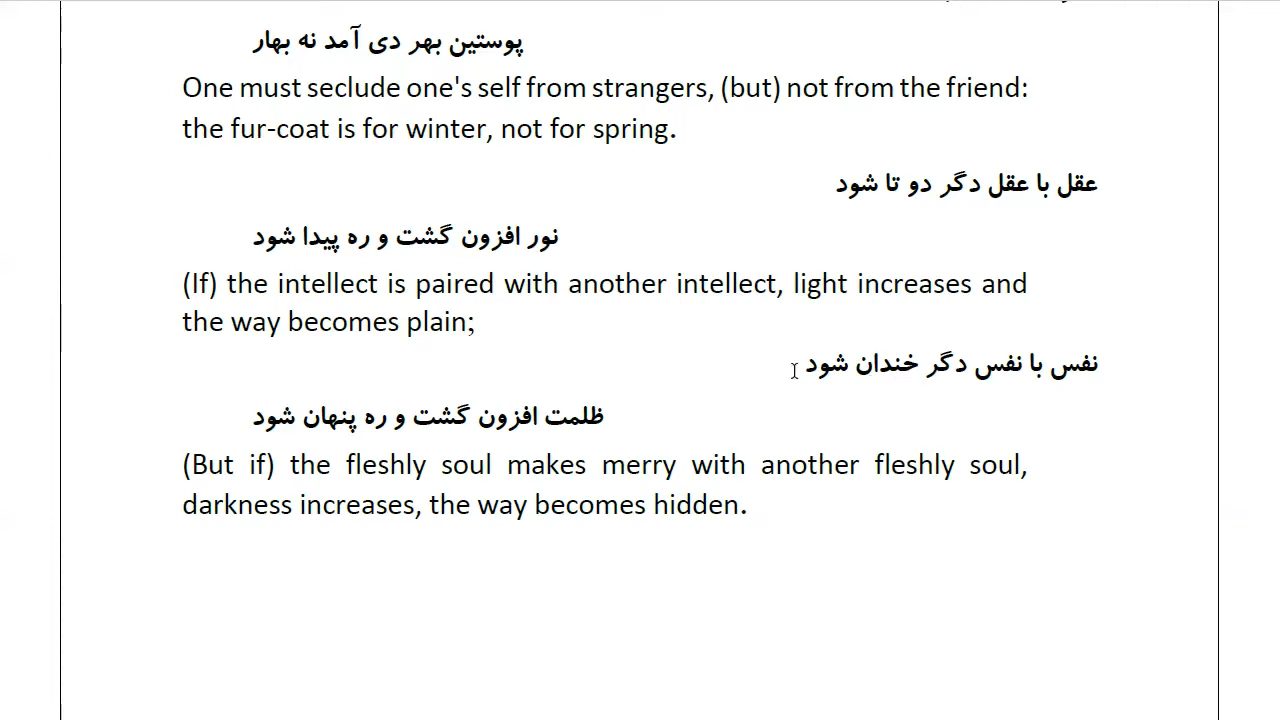 پوستین بهر دی آمد نه بهار
One must seclude one's self from strangers, (but) not from the friend:
the fur-coat is for winter, not for spring.
عقل با عقل دگر دو تا شود
نور افزون گشت و ره پیدا شود
(If) the intellect is paired with another intellect, light increases and
the way becomes plain;
نفس با نفس دگر خندان شود
ظلمت افزون گشت و ره پنهان شود
(But if) the fleshly soul makes merry with another fleshly soul,
darkness increases, the way becomes hidden.